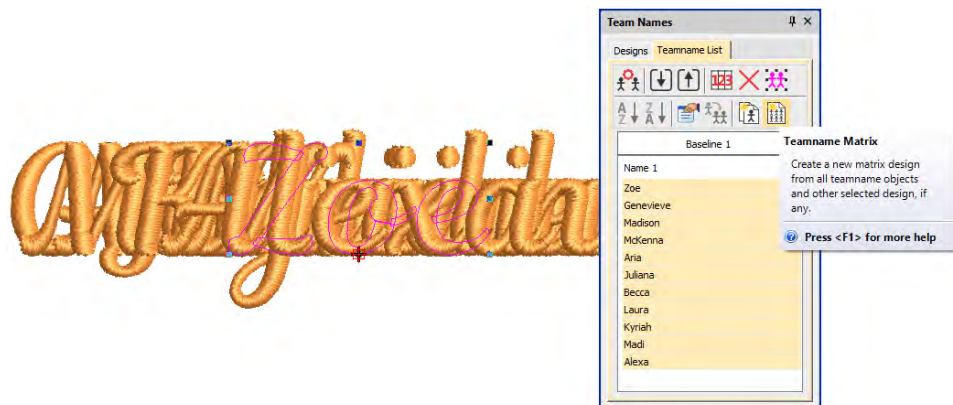 Team Names
Designs Teamname List
123
A Z Z A
Baseline 1
Name 1
Zoe
Genevieve
Madison
McKenna
Aria
Juliana
Becca
Laura
Kyriah
Madi
Alexa
Teamname Matrix
Create a new matrix design
from all teamname objects
and other selected design, if
any.
Press <F1> for more help
Zoe